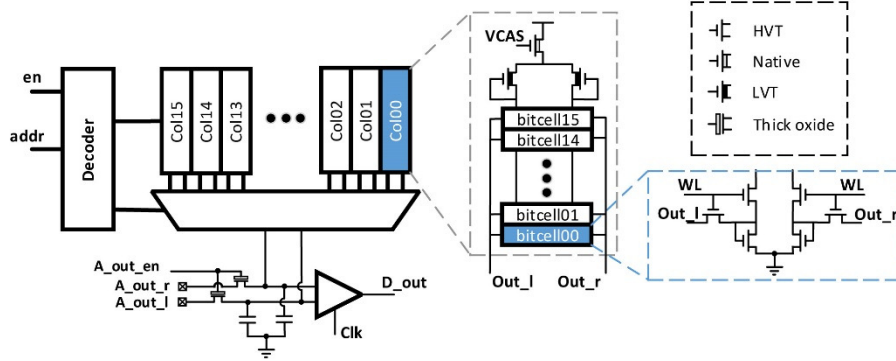 en
addr
Decoder
Col15
Col14
Col13
Col02
Col01
Col00
A_out_en
A_out_r
A_out_l
Clk
D_out
VCAS
bitcell15
bitcell14
bitcell01
bitcell00
Out_l
Out_r
HVT
Native
LVT
Thick oxide
WL
WL
Out_l
Out_r